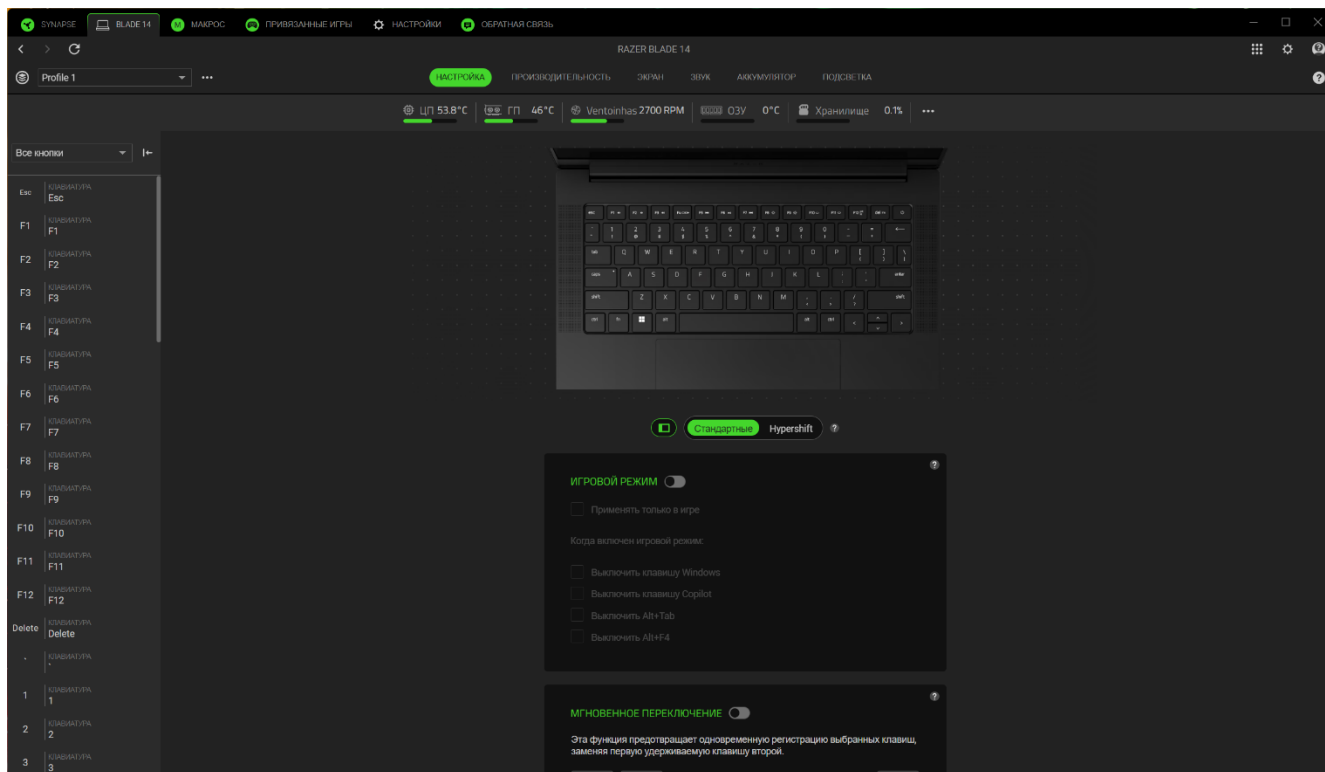 SYNAPSE BLADE 14 МАКРОС ПРИВЯЗАННЫЕ ИГРЫ НАСТРОЙКИ ОБРАТНАЯ СВЯЗЬ
RAZER BLADE 14
Profile 1
НАСТРОЙКА ПРОИЗВОДИТЕЛЬНОСТЬ ЭКРАН ЗВУК АККУМУЛЯТОР ПОДСВЕТКА
ЦП 53.8°C ГП 46°C Ventoinhas 2700 RPM ОЗУ 0°C Хранилище 0.1%
Все кнопки
Esc КЛАВИАТУРА
Esc
F1 КЛАВИАТУРА
F1
F2 КЛАВИАТУРА
F2
F3 КЛАВИАТУРА
F3
F4 КЛАВИАТУРА
F4
F5 КЛАВИАТУРА
F5
F6 КЛАВИАТУРА
F6
F7 КЛАВИАТУРА
F7
F8 КЛАВИАТУРА
F8
F9 КЛАВИАТУРА
F9
F10 КЛАВИАТУРА
F10
F11 КЛАВИАТУРА
F11
F12 КЛАВИАТУРА
F12
Delete КЛАВИАТУРА
Delete
` КЛАВИАТУРА
`
1 КЛАВИАТУРА
1
2 КЛАВИАТУРА
2
3 КЛАВИАТУРА
3
Q W E R T Y U I O P
A S D F G H J K L
Z X C V B N M
Стандартные Hypershift ?
ИГРОВОЙ РЕЖИМ
Применять только в игре
Когда включен игровой режим:
Выключить клавишу Windows
Выключить клавишу Copilot
Выключить Alt+Tab
Выключить Alt+F4
МГНОВЕННОЕ ПЕРЕКЛЮЧЕНИЕ
Эта функция предотвращает одновременную регистрацию выбранных клавиш,
заменяя первую удерживаемую клавишу второй.